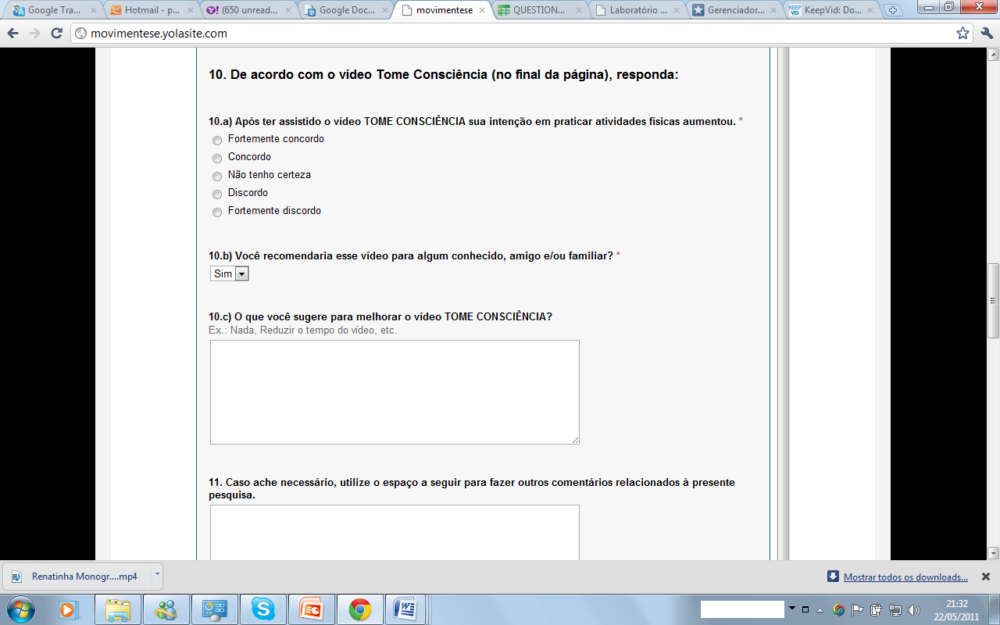 Google Tra...
Hotmail - p...
(650 unread...
Google Doc...
movimentese
QUESTION...
Laboratório ...
Gerenciador...
KEEP VID
KeepVid: Do...
movimentese.yolasite.com
10. De acordo com o vídeo Tome Consciência (no final da página), responda:
10.a) Após ter assistido o vídeo TOME CONSCIÊNCIA sua intenção em praticar atividades físicas aumentou. *
Fortemente concordo
Concordo
Não tenho certeza
Discordo
Fortemente discordo
10.b) Você recomendaria esse vídeo para algum conhecido, amigo e/ou familiar? *
Sim
10.c) O que você sugere para melhorar o vídeo TOME CONSCIÊNCIA?
Ex.: Nada, Reduzir o tempo do vídeo, etc.
11. Caso ache necessário, utilize o espaço a seguir para fazer outros comentários relacionados à presente
pesquisa.
Renatinha Monogr....mp4
Mostrar todos os downloads...
21:32
22/05/2011